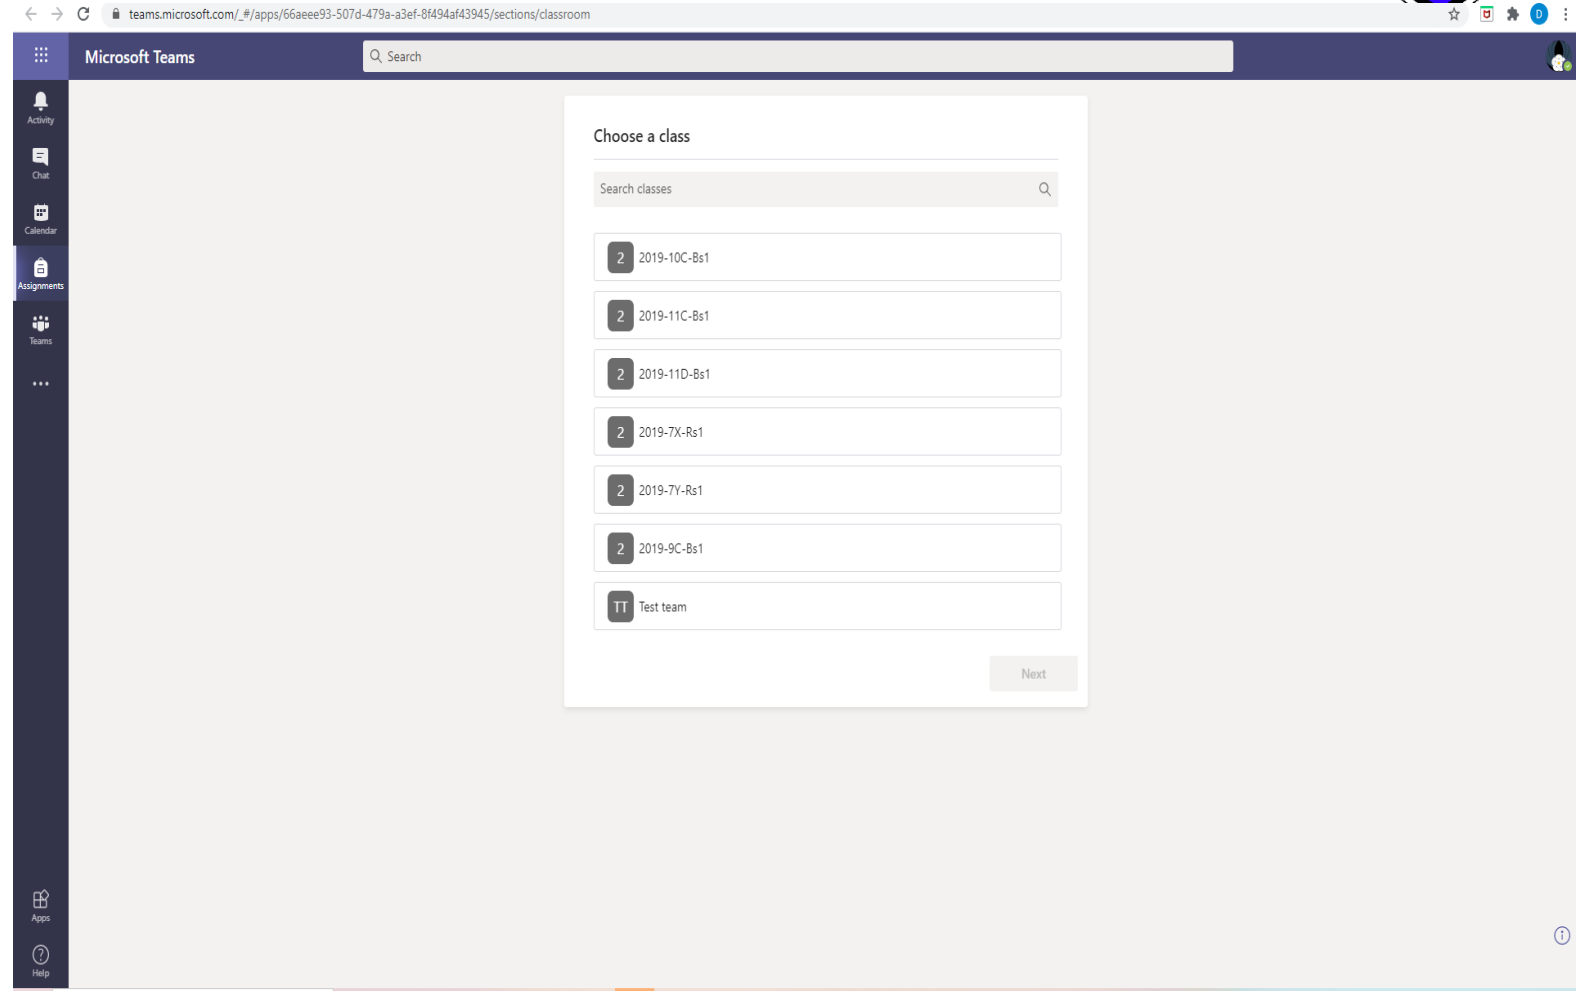 teams.microsoft.com/_#/apps/66aeee93-507d-479a-a3ef-8f494af43945/sections/classroom
D
Microsoft Teams
Search
Activity
Chat
Calendar
Assignments
Teams
Choose a class
Search classes
2 2019-10C-Bs1
2 2019-11C-Bs1
2 2019-11D-Bs1
2 2019-7X-Rs1
2 2019-7Y-Rs1
2 2019-9C-Bs1
TT Test team
Next
Apps
Help